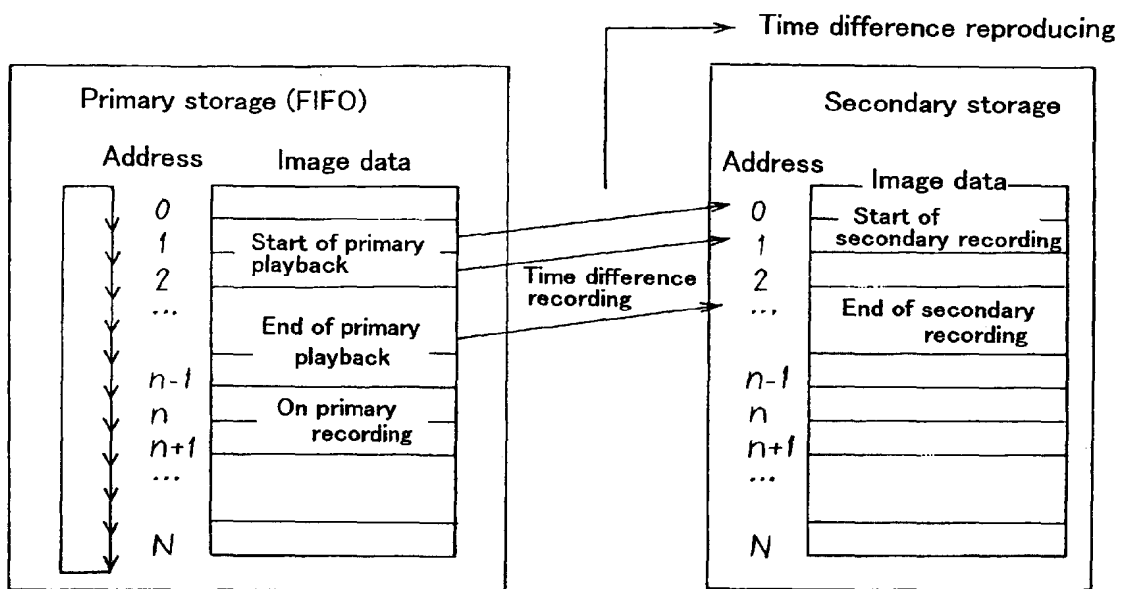 Time difference reproducing
Primary storage (FIFO)
Address
Image data
0
1
2
...
n-1
n
n+1
...
N
Start of primary
playback
End of primary
playback
On primary
recording
Time difference
recording
Secondary storage
Address
Image data
0
1
2
...
n-1
n
n+1
...
N
Start of
secondary recording
End of secondary
recording